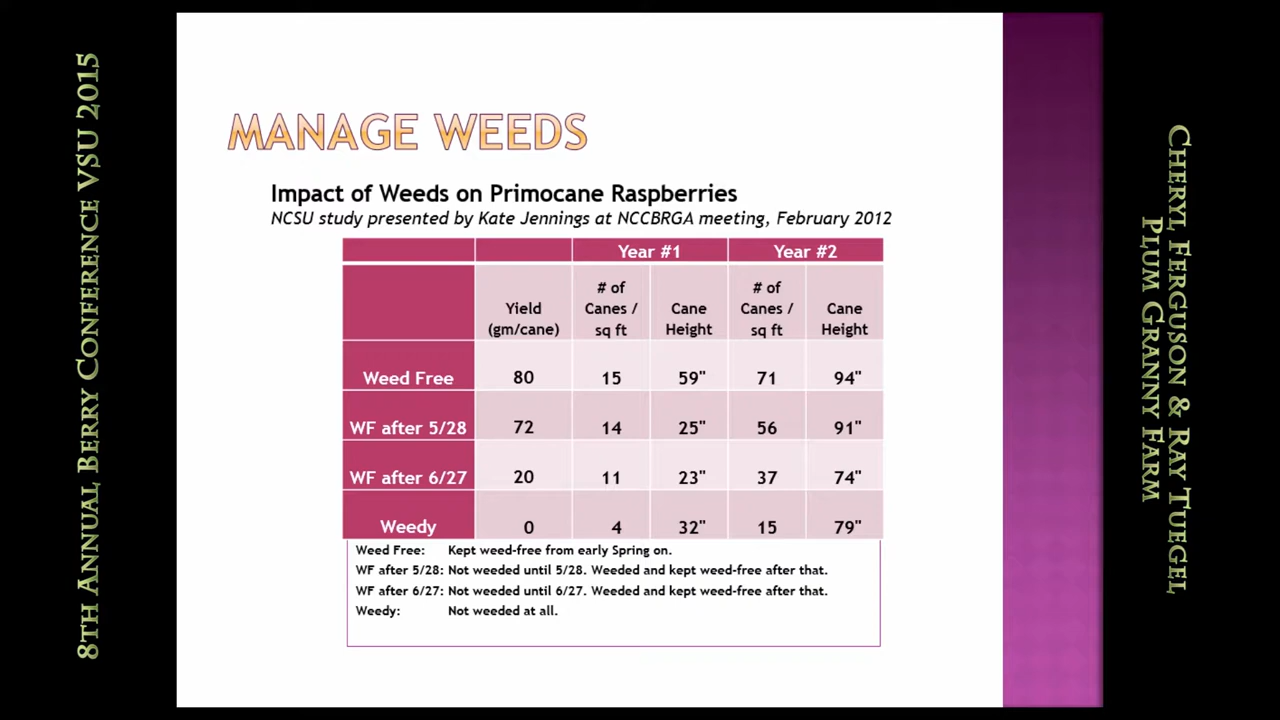 8TH ANNUAL BERRY CONFERENCE VSU 2015
MANAGE WEEDS
Impact of Weeds on Primocane Raspberries
NCSU study presented by Kate Jennings at NCCBRGA meeting, February 2012
Year #1 Year #2
Yield (gm/cane) # of Canes / sq ft Cane Height # of Canes / sq ft Cane Height
Weed Free 80 15 59" 71 94"
WF after 5/28 72 14 25" 56 91"
WF after 6/27 20 11 23" 37 74"
Weedy 0 4 32" 15 79"
Weed Free: Kept weed-free from early Spring on.
WF after 5/28: Not weeded until 5/28. Weeded and kept weed-free after that.
WF after 6/27: Not weeded until 6/27. Weeded and kept weed-free after that.
Weedy: Not weeded at all.
CHERYL FERGUSON & RAY TUEGEL
PLUM GRANNY FARM